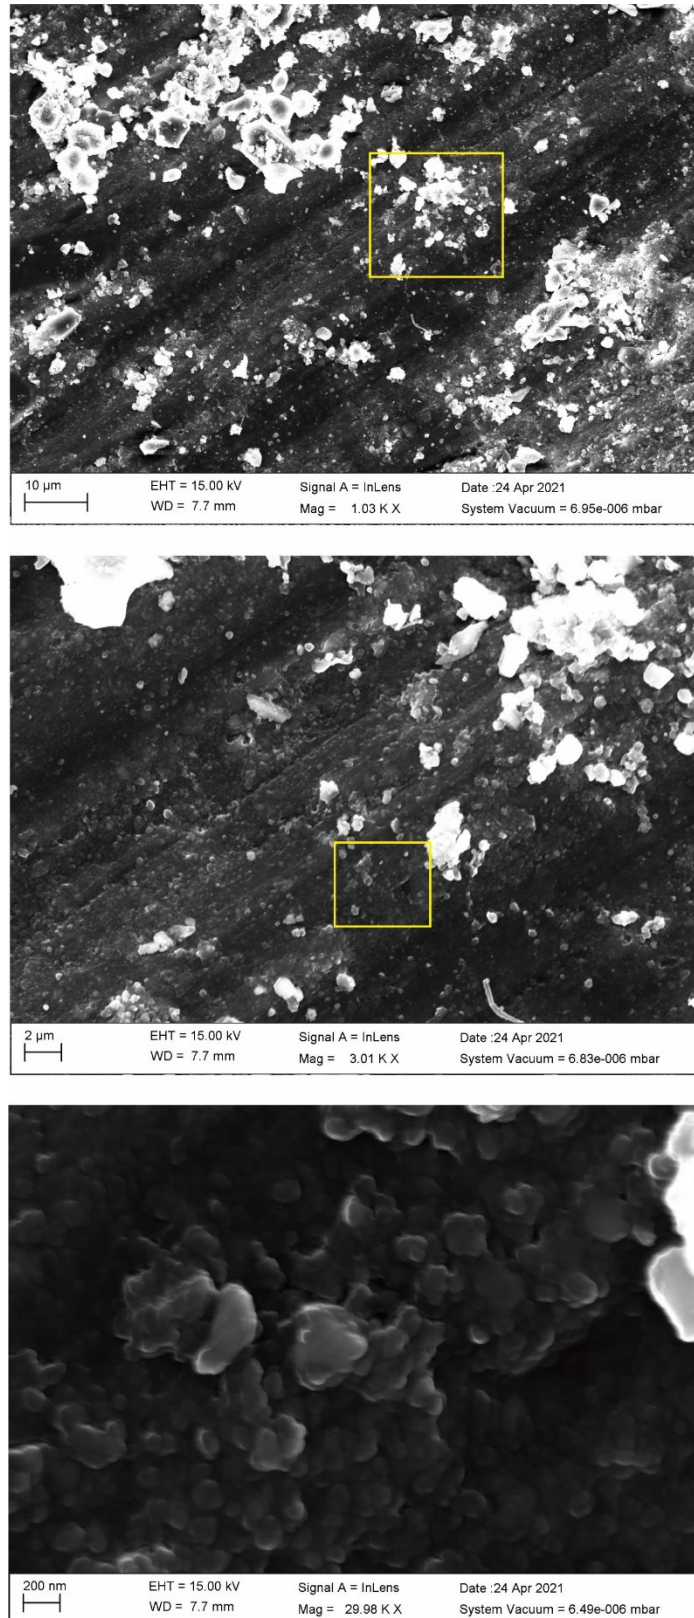 10 µm EHT = 15.00 kV Signal A = InLens Date :24 Apr 2021
WD = 7.7 mm Mag = 1.03 K X System Vacuum = 6.95e-006 mbar
2 µm EHT = 15.00 kV Signal A = InLens Date :24 Apr 2021
WD = 7.7 mm Mag = 3.01 K X System Vacuum = 6.83e-006 mbar
200 nm EHT = 15.00 kV Signal A = InLens Date :24 Apr 2021
WD = 7.7 mm Mag = 29.98 K X System Vacuum = 6.49e-006 mbar